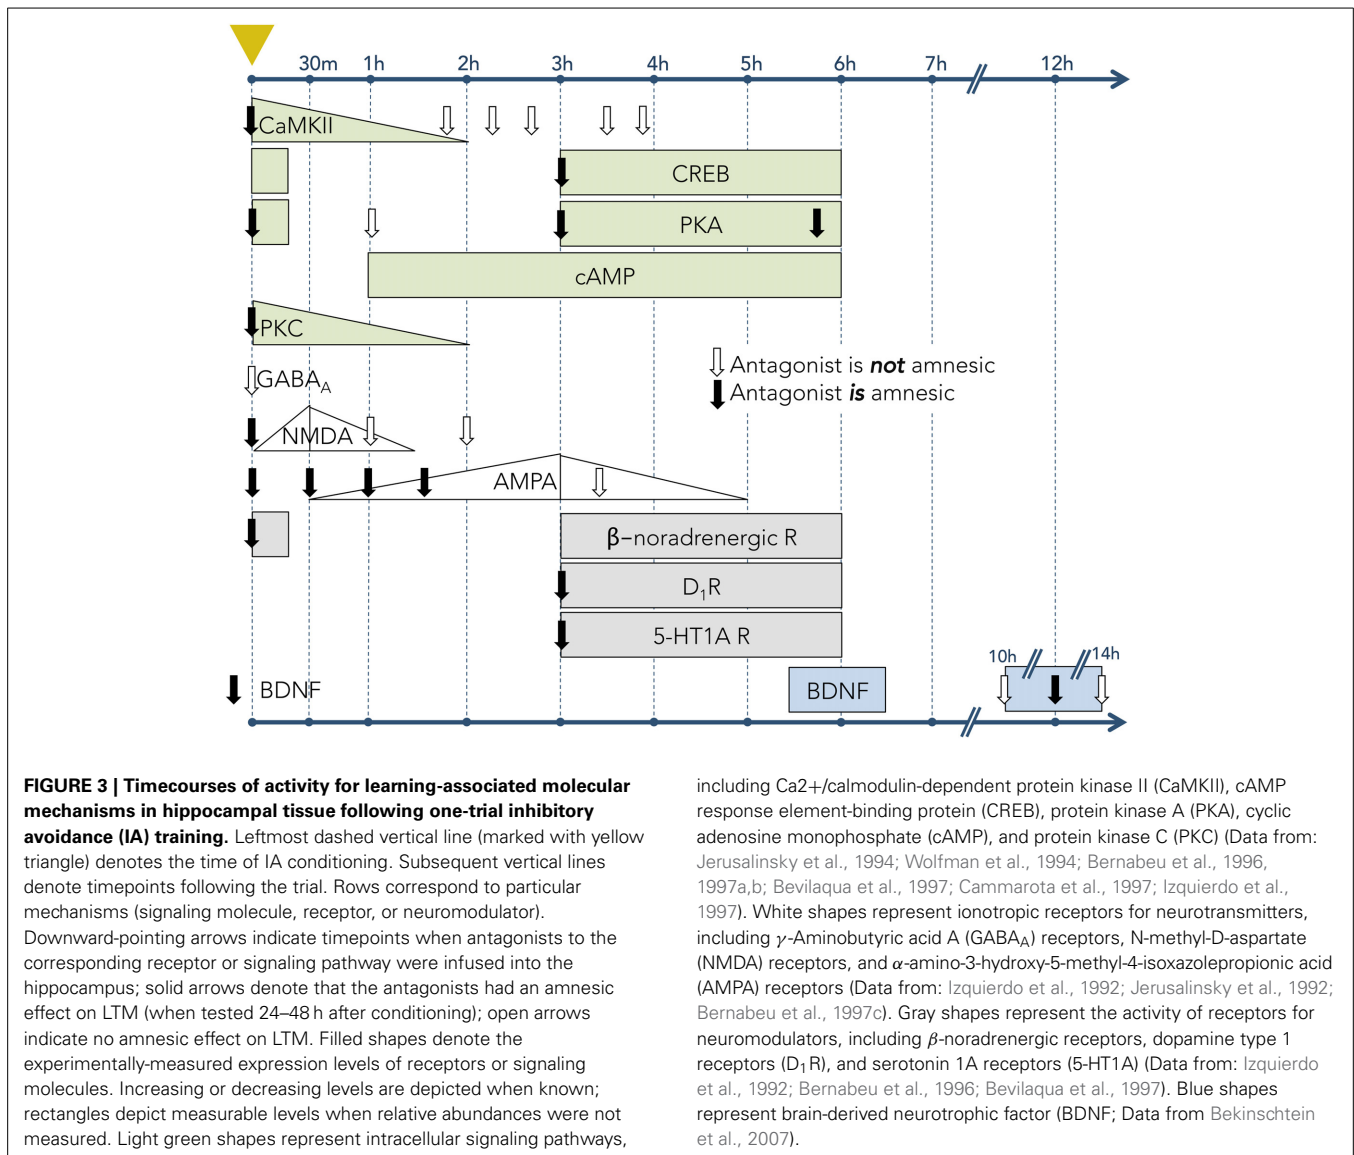 30m 1h 2h 3h 4h 5h 6h 7h 12h
CaMKII
CREB
PKA
cAMP
PKC
Antagonist is not amnesic
GABAA
Antagonist is amnesic
NMDA
AMPA
β–noradrenergic R
D1R
5-HT1A R
10h 14h
BDNF BDNF
FIGURE 3 | Timecourses of activity for learning-associated molecular
mechanisms in hippocampal tissue following one-trial inhibitory
avoidance (IA) training. Leftmost dashed vertical line (marked with yellow
triangle) denotes the time of IA conditioning. Subsequent vertical lines
denote timepoints following the trial. Rows correspond to particular
mechanisms (signaling molecule, receptor, or neuromodulator).
Downward-pointing arrows indicate timepoints when antagonists to the
corresponding receptor or signaling pathway were infused into the
hippocampus; solid arrows denote that the antagonists had an amnesic
effect on LTM (when tested 24–48 h after conditioning); open arrows
indicate no amnesic effect on LTM. Filled shapes denote the
experimentally-measured expression levels of receptors or signaling
molecules. Increasing or decreasing levels are depicted when known;
rectangles depict measurable levels when relative abundances were not
measured. Light green shapes represent intracellular signaling pathways,
including Ca2+/calmodulin-dependent protein kinase II (CaMKII), cAMP
response element-binding protein (CREB), protein kinase A (PKA), cyclic
adenosine monophosphate (cAMP), and protein kinase C (PKC) (Data from:
Jerusalinsky et al., 1994; Wolfman et al., 1994; Bernabeu et al., 1996,
1997a,b; Bevilaqua et al., 1997; Cammarota et al., 1997; Izquierdo et al.,
1997). White shapes represent ionotropic receptors for neurotransmitters,
including γ-Aminobutyric acid A (GABAA) receptors, N-methyl-D-aspartate
(NMDA) receptors, and α-amino-3-hydroxy-5-methyl-4-isoxazolepropionic acid
(AMPA) receptors (Data from: Izquierdo et al., 1992; Jerusalinsky et al., 1992;
Bernabeu et al., 1997c). Gray shapes represent the activity of receptors for
neuromodulators, including β-noradrenergic receptors, dopamine type 1
receptors (D1R), and serotonin 1A receptors (5-HT1A) (Data from: Izquierdo
et al., 1992; Bernabeu et al., 1996; Bevilaqua et al., 1997). Blue shapes
represent brain-derived neurotrophic factor (BDNF; Data from Bekinschtein
et al., 2007).